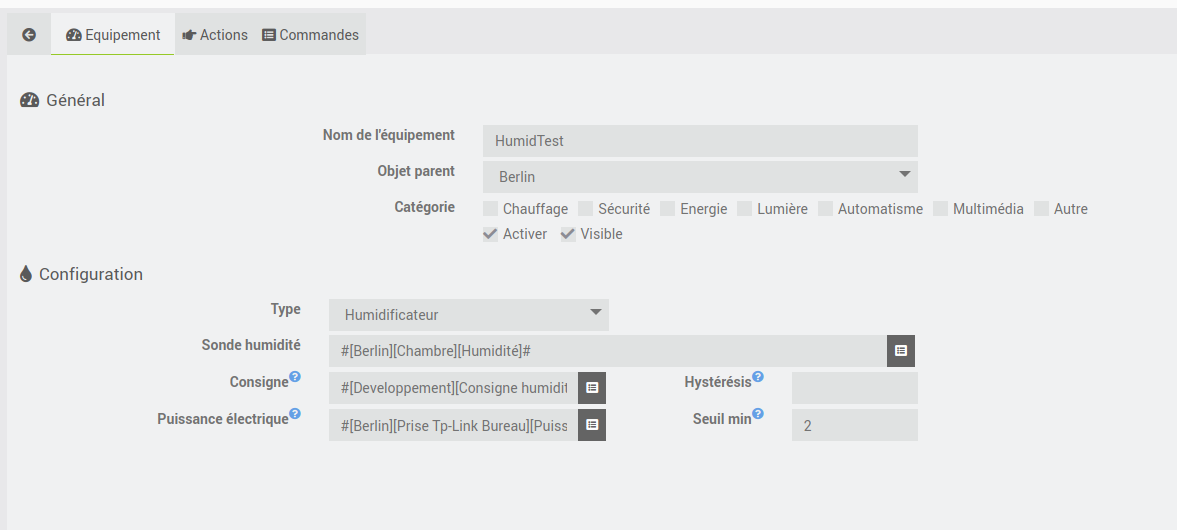 Equipement Actions Commandes
Général
Nom de l'équipement HumidTest
Objet parent Berlin
Catégorie Chauffage Sécurité Energie Lumière Automatisme Multimédia Autre
Activer Visible
Configuration
Type Humidificateur
Sonde humidité #[Berlin][Chambre][Humidité]#
Consigne? #[Developpement][Consigne humidit Hystérésis?
Puissance électrique? #[Berlin][Prise Tp-Link Bureau][Puiss Seuil min? 2